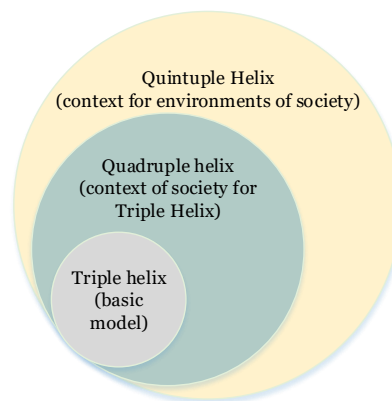 Quintuple Helix
(context for environments of society)
Quadruple helix
(context of society for
Triple Helix)
Triple helix
(basic
model)